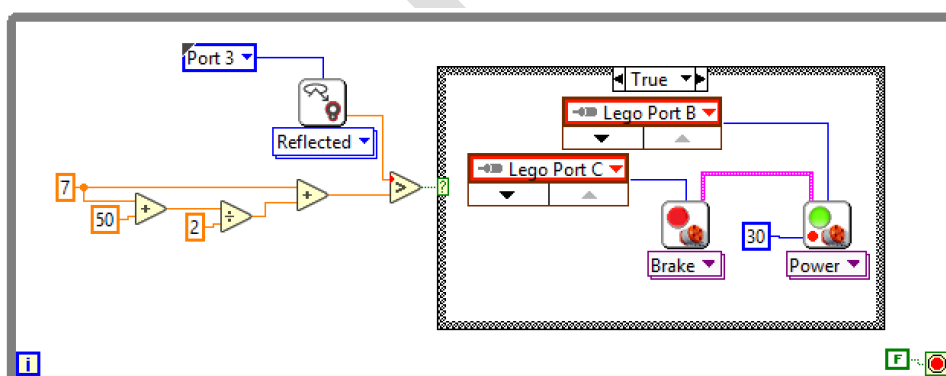 Port 3
True
Lego Port B
Reflected
Lego Port C
7
+
+
>
?
50
÷
2
30
Brake
Power
i
F